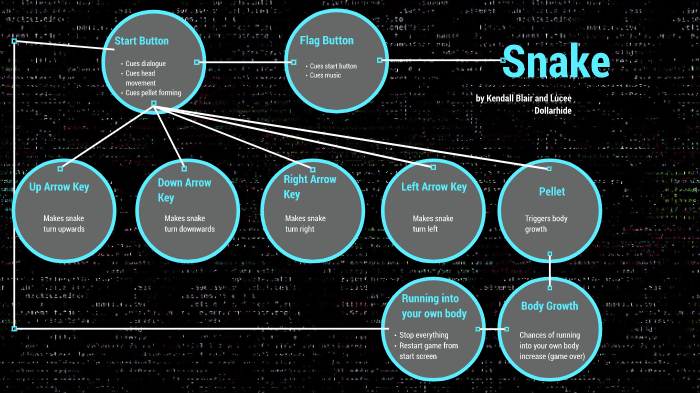 Snake
by Kendall Blair and Lucee
Dollarhide
Flag Button
• Cues start button
• Cues music
Start Button
• Cues dialogue
• Cues head
movement
• Cues pellet forming
Up Arrow Key
Makes snake
turn upwards
Down Arrow
Key
Makes snake
turn downwards
Right Arrow
Key
Makes snake
turn right
Left Arrow Key
Makes snake
turn left
Pellet
Triggers body
growth
Body Growth
Chances of running
into your own body
increase (game over)
Running into
your own body
• Stop everything
• Restart game from
start screen